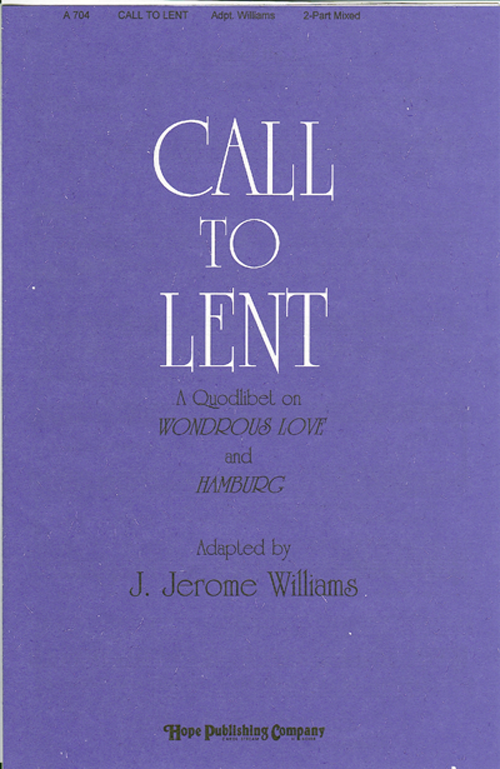 A 704 CALL TO LENT Adpt. Williams 2-Part Mixed
CALL
TO
LENT
A Quodlibet on
WONDROUS LOVE
and
HAMBURG
Adapted by
J. Jerome Williams
Hope Publishing Company